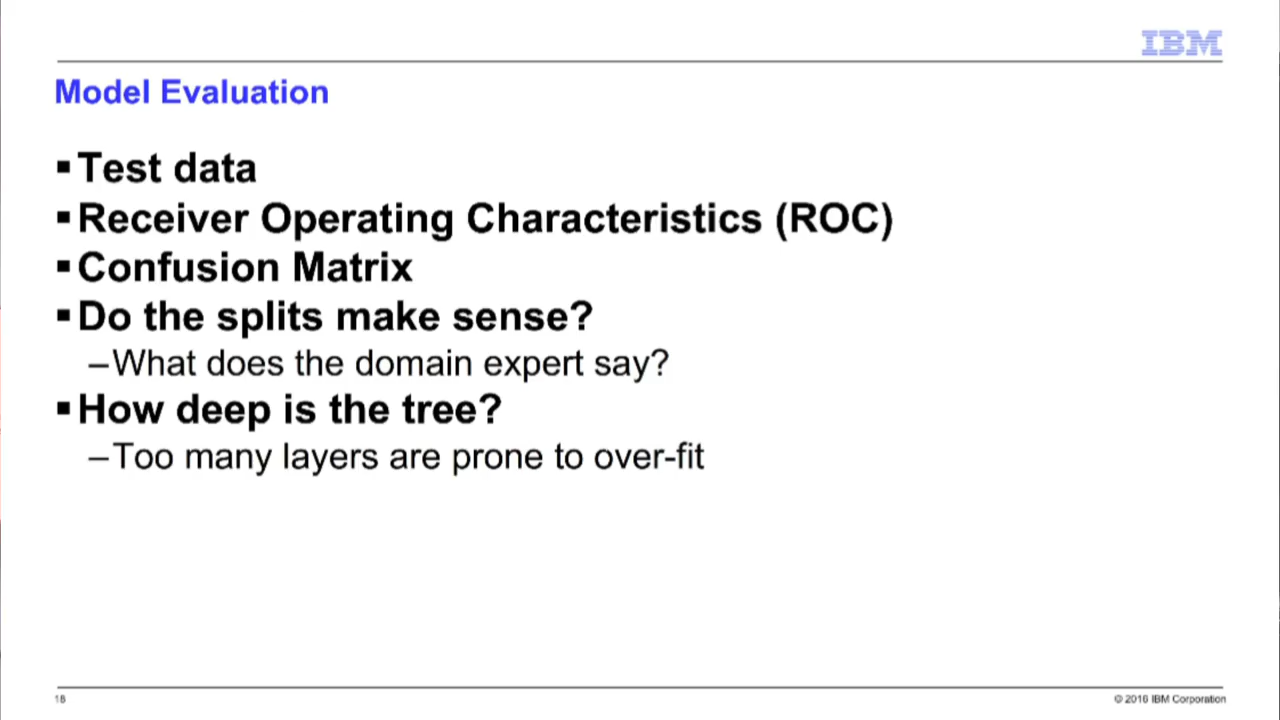 IBM
Model Evaluation
▪Test data
▪Receiver Operating Characteristics (ROC)
▪Confusion Matrix
▪Do the splits make sense?
–What does the domain expert say?
▪How deep is the tree?
–Too many layers are prone to over-fit
18
© 2016 IBM Corporation